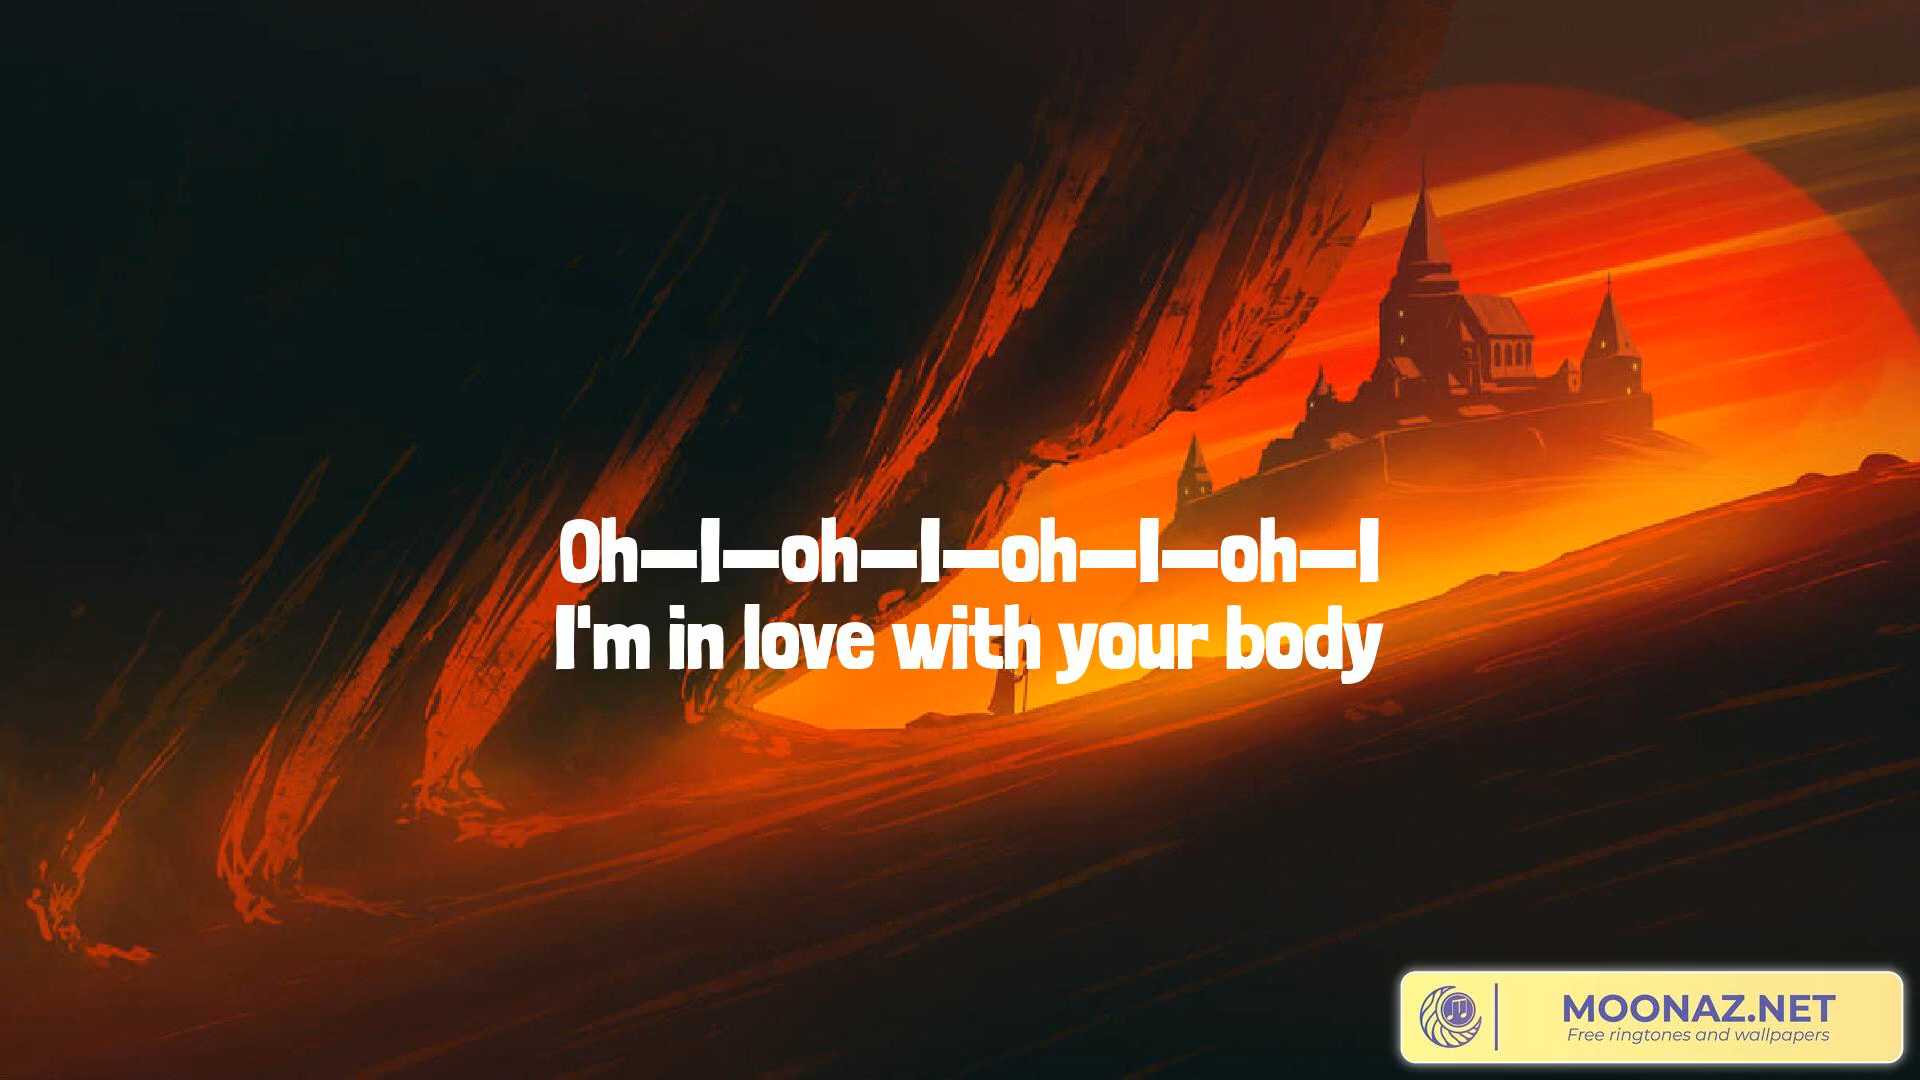 Oh—I—oh—I—oh—I—oh—I
I'm in love with your body
MOONAZ.NET
Free ringtones and wallpapers